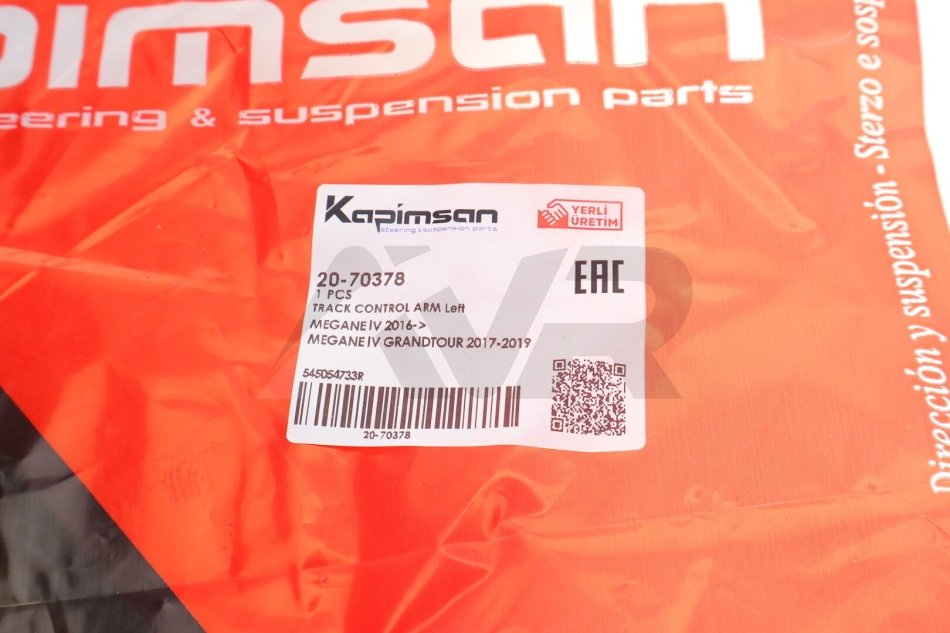 pimsan
eering & suspension parts
Dirección y suspensión - Sterzo e sosp
Kapimsan
steering & suspension parts
YERLİ
ÜRETİM
20-70378
1 PCS
EAC
TRACK CONTROL ARM Left
MEGANE IV 2016->
MEGANE IV GRANDTOUR 2017-2019
545054733R
20-70378
AVR